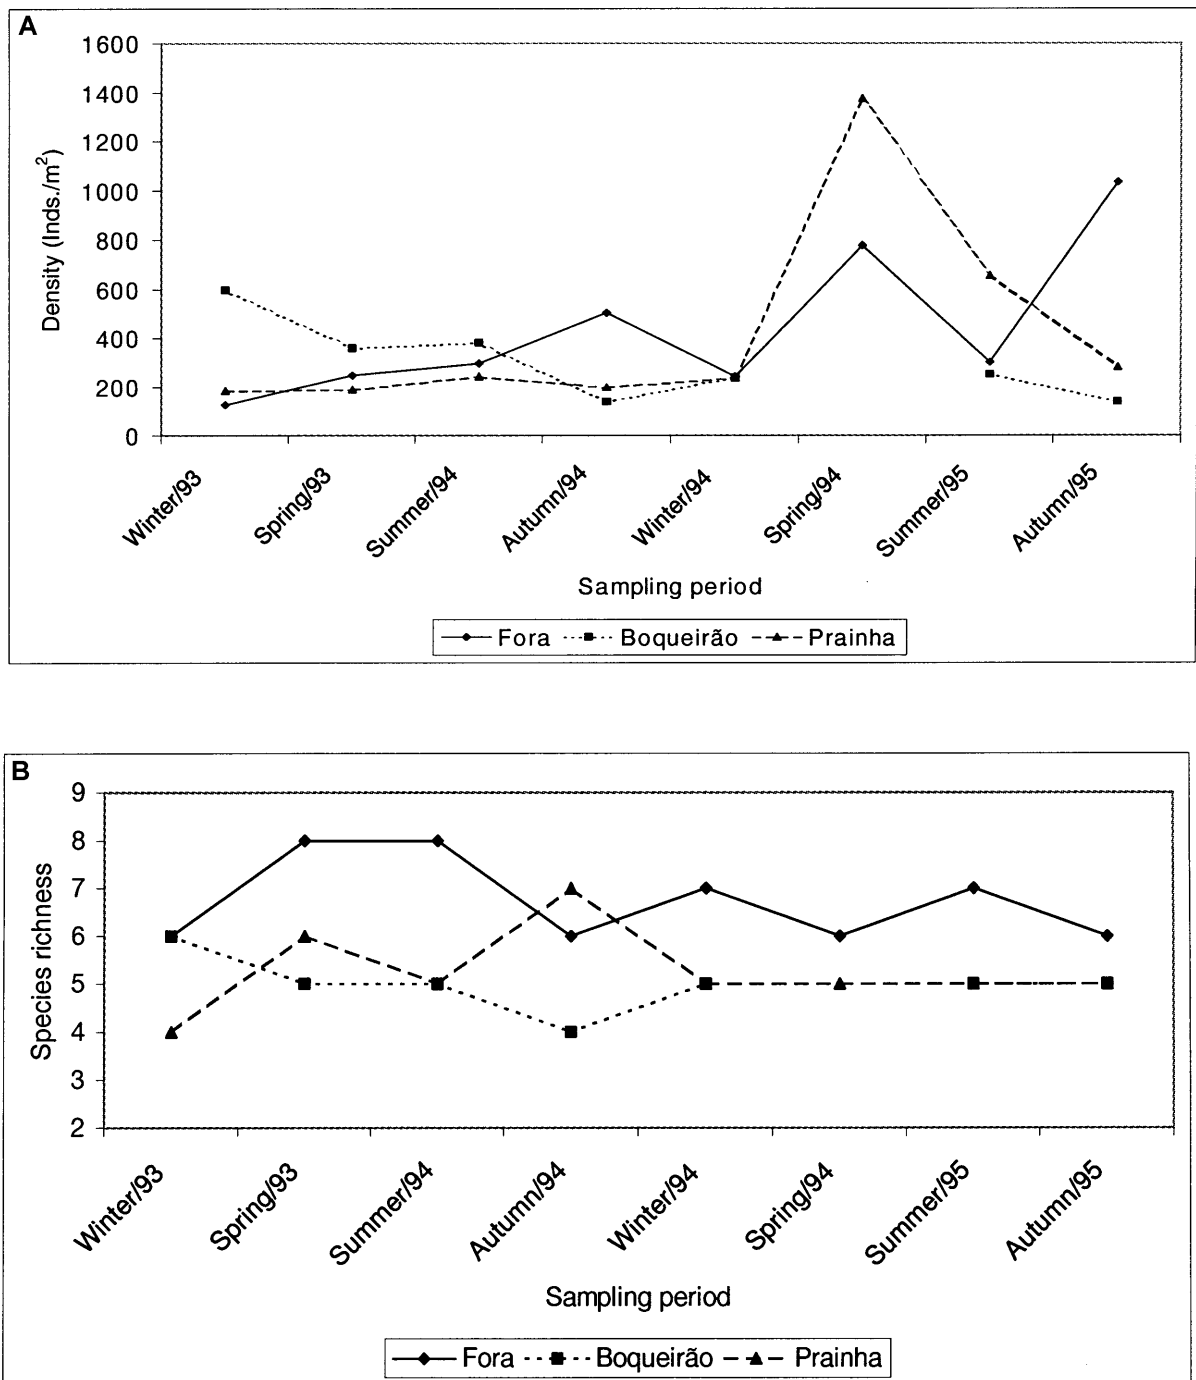 A
1600
1400
1200
1000
800
600
400
200
0
Density (Inds./m²)
Winter/93
Spring/93
Summer/94
Autumn/94
Winter/94
Spring/94
Summer/95
Autumn/95
Sampling period
Fora Boqueirão Prainha
B
9
8
7
6
5
4
3
2
Species richness
Winter/93
Spring/93
Summer/94
Autumn/94
Winter/94
Spring/94
Summer/95
Autumn/95
Sampling period
Fora Boqueirão Prainha